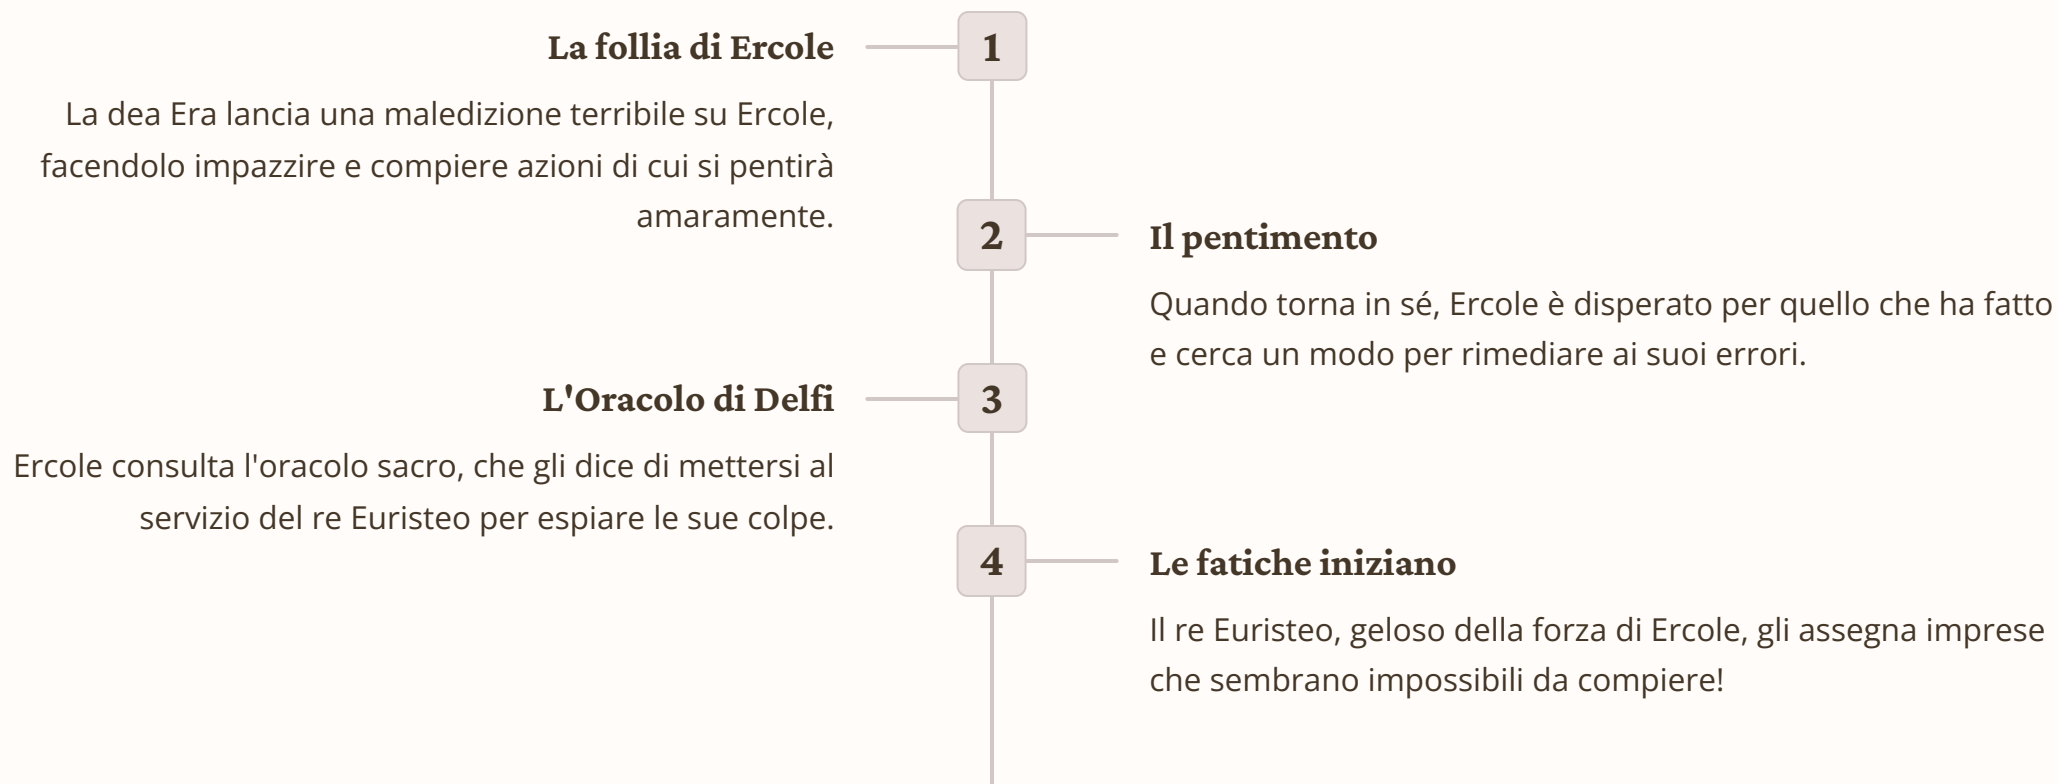 La follia di Ercole
1
La dea Era lancia una maledizione terribile su Ercole,
facendolo impazzire e compiere azioni di cui si pentirà
amaramente.
2
Il pentimento
Quando torna in sé, Ercole è disperato per quello che ha fatto
e cerca un modo per rimediare ai suoi errori.
L'Oracolo di Delfi
3
Ercole consulta l'oracolo sacro, che gli dice di mettersi al
servizio del re Euristeo per espiare le sue colpe.
4
Le fatiche iniziano
Il re Euristeo, geloso della forza di Ercole, gli assegna imprese
che sembrano impossibili da compiere!